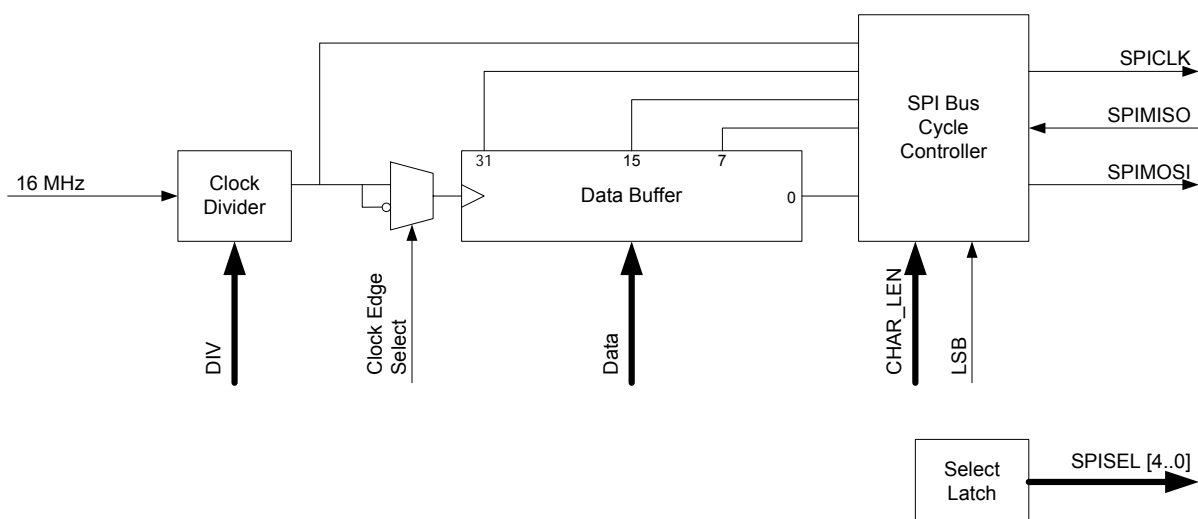 SPICLK
SPI Bus
Cycle
Controller
SPIMISO
31
15
7
16 MHz
Clock
Divider
Data Buffer
0
SPIMOSI
DIV
Clock Edge
Select
Data
CHAR_LEN
LSB
Select
Latch
SPISEL [4..0]